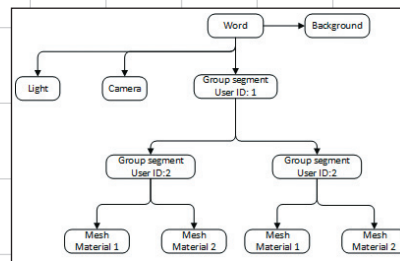 Word
Background
Light
Camera
Group segment
User ID: 1
Group segment
User ID:2
Group segment
User ID:2
Mesh
Material 1
Mesh
Material 2
Mesh
Material 1
Mesh
Material 2